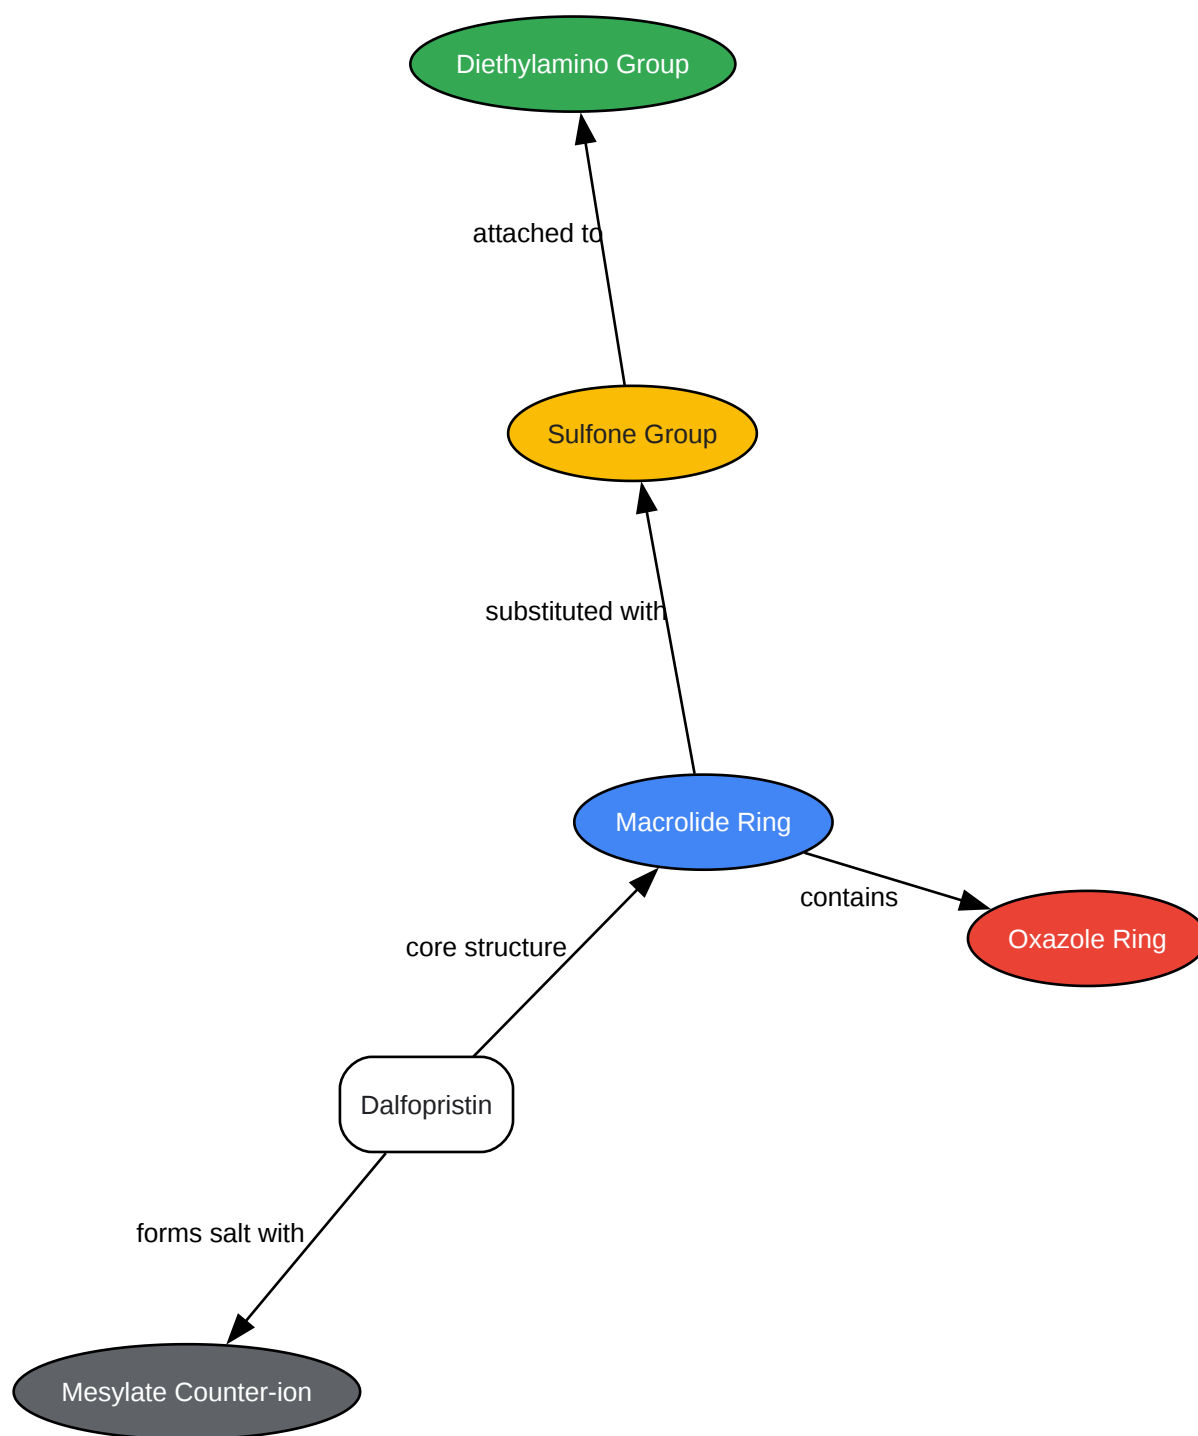 Diethylamino Group
attached to
Sulfone Group
substituted with
Macrolide Ring
contains
Oxazole Ring
core structure
Dalfopristin
forms salt with
Mesylate Counter-ion